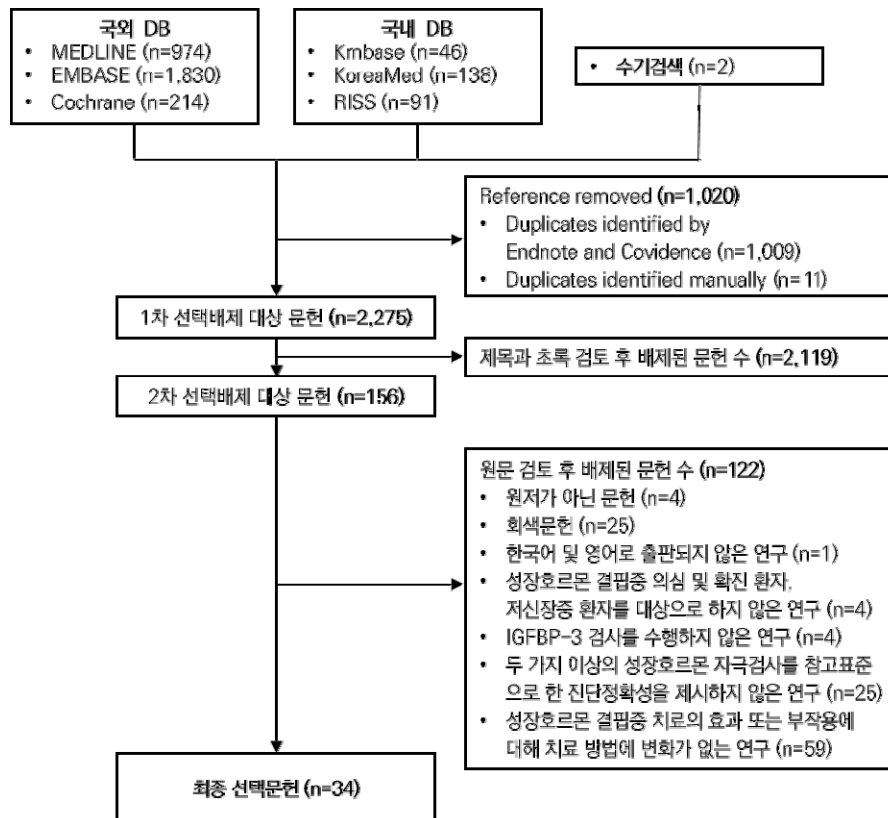 국외 DB
• MEDLINE (n=974)
• EMBASE (n=1,830)
• Cochrane (n=214)
국내 DB
• Kmbase (n=46)
• KoreaMed (n=138)
• RISS (n=91)
• 수기검색 (n=2)
Reference removed (n=1,020)
• Duplicates identified by
Endnote and Covidence (n=1,009)
• Duplicates identified manually (n=11)
1차 선택배제 대상 문헌 (n=2,275)
제목과 초록 검토 후 배제된 문헌 수 (n=2,119)
2차 선택배제 대상 문헌 (n=156)
원문 검토 후 배제된 문헌 수 (n=122)
• 원저가 아닌 문헌 (n=4)
• 회색문헌 (n=25)
• 한국어 및 영어로 출판되지 않은 연구 (n=1)
• 성장호르몬 결핍증 의심 및 확진 환자,
저신장증 환자를 대상으로 하지 않은 연구 (n=4)
• IGFBP-3 검사를 수행하지 않은 연구 (n=4)
• 두 가지 이상의 성장호르몬 자극검사를 참고표준
으로 한 진단정확성을 제시하지 않은 연구 (n=25)
• 성장호르몬 결핍증 치료의 효과 또는 부작용에
대해 치료 방법에 변화가 없는 연구 (n=59)
최종 선택문헌 (n=34)